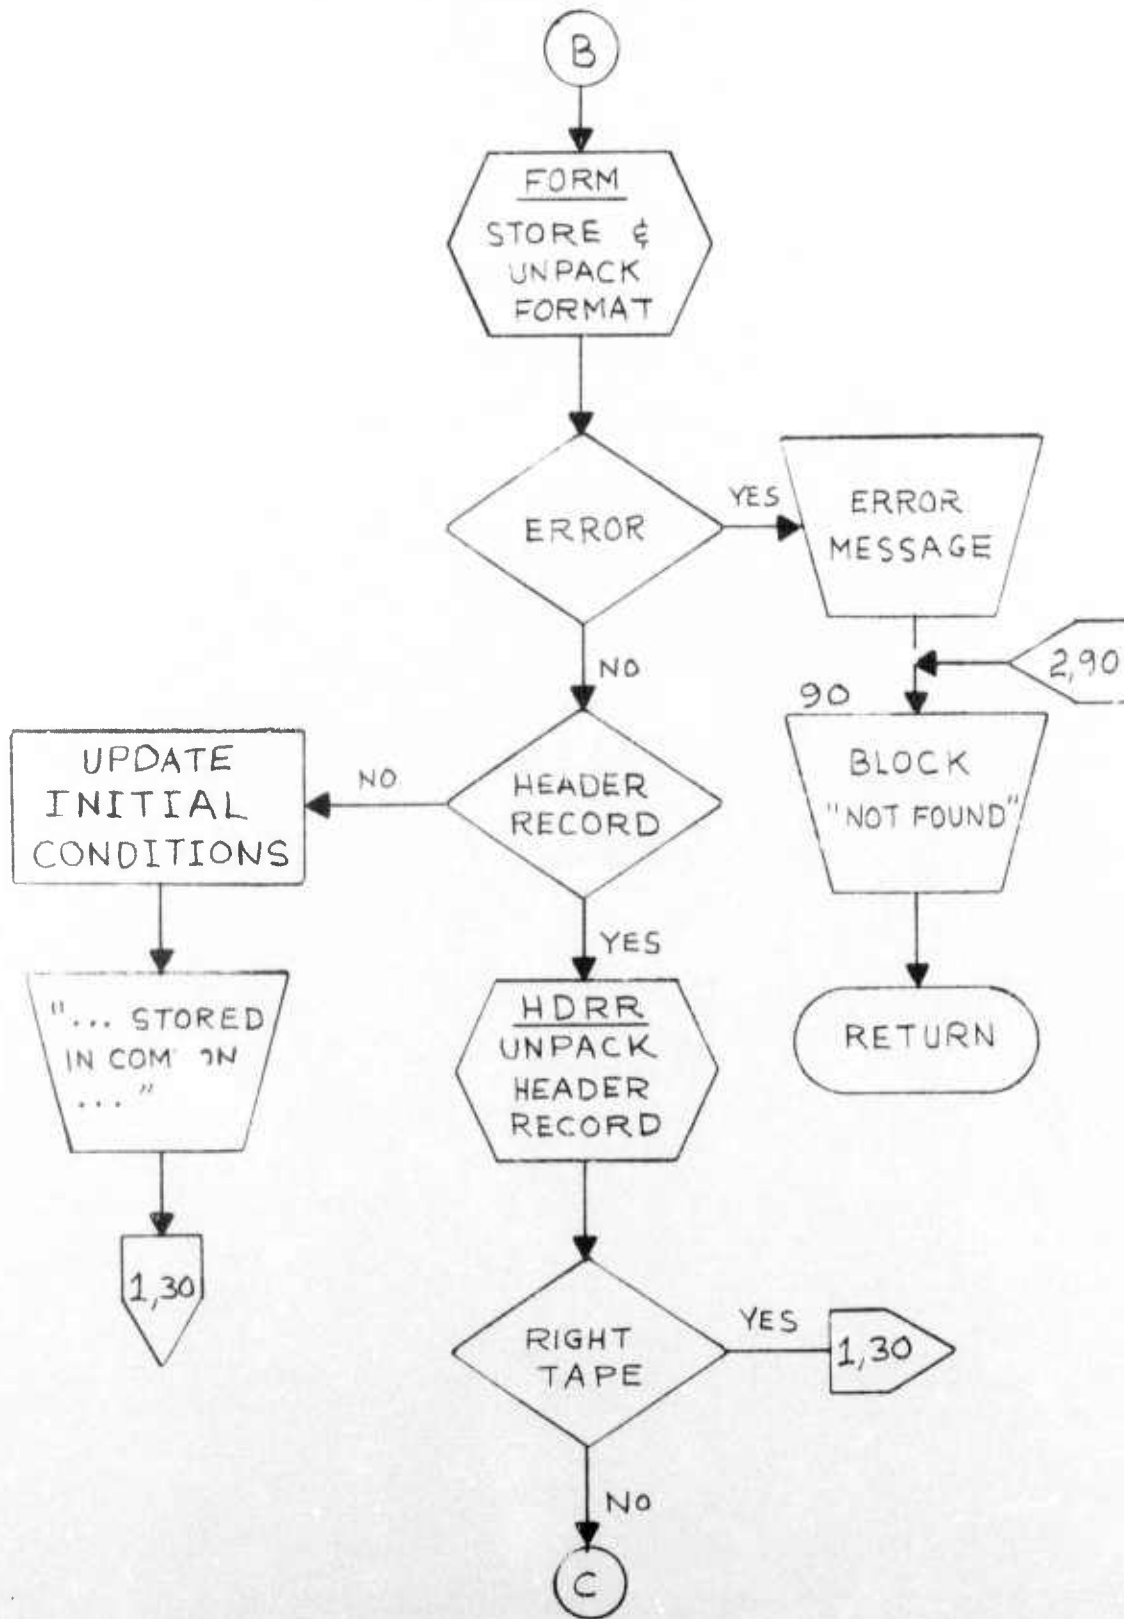 B
FORM
STORE &
UNPACK
FORMAT
ERROR
YES
ERROR
MESSAGE
NO
2,90
90
BLOCK
"NOT FOUND"
RETURN
HEADER
RECORD
NO
UPDATE
INITIAL
CONDITIONS
"... STORED
IN
..."
1,30
YES
HDRR
UNPACK
HEADER
RECORD
RIGHT
TAPE
YES
1,30
NO
C